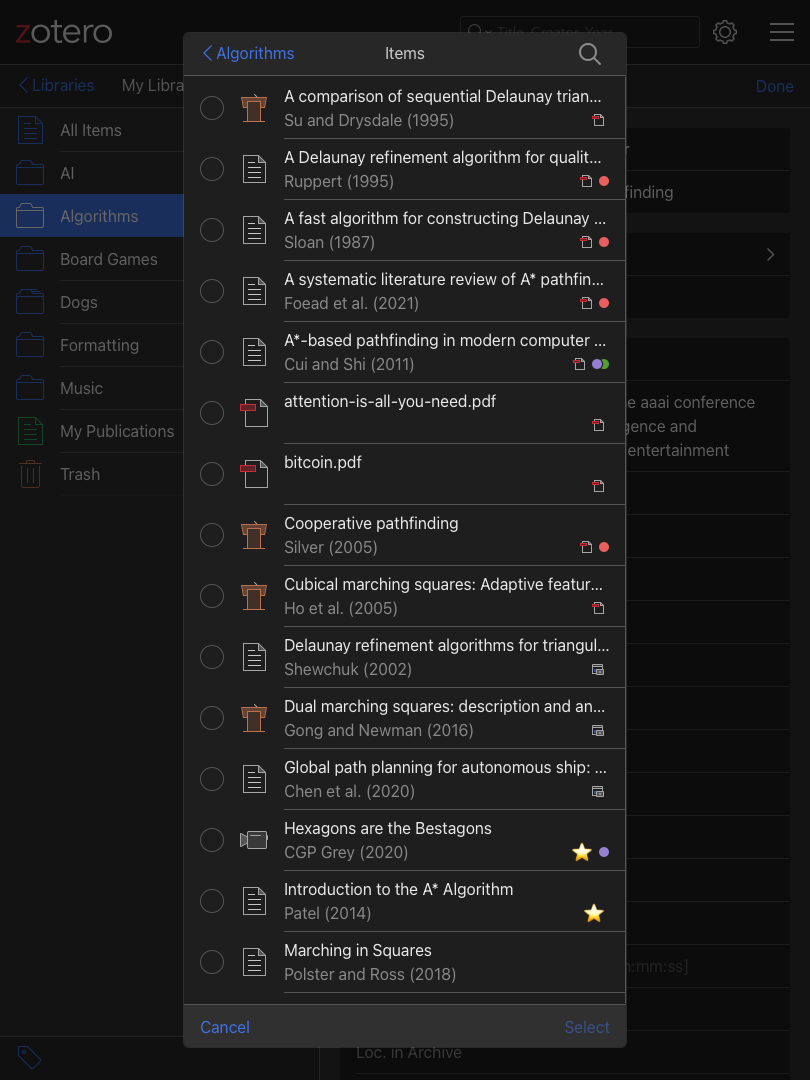 zotero
Title, Creator, Year
Libraries
My Libra
Done
All Items
AI
Algorithms
Board Games
Dogs
Formatting
Music
My Publications
Trash
Algorithms
Items
A comparison of sequential Delaunay trian...
Su and Drysdale (1995)
A Delaunay refinement algorithm for qualit...
Ruppert (1995)
A fast algorithm for constructing Delaunay ...
Sloan (1987)
A systematic literature review of A* pathfin...
Foead et al. (2021)
A*-based pathfinding in modern computer ...
Cui and Shi (2011)
attention-is-all-you-need.pdf
bitcoin.pdf
Cooperative pathfinding
Silver (2005)
Cubical marching squares: Adaptive featur...
Ho et al. (2005)
Delaunay refinement algorithms for triangul...
Shewchuk (2002)
Dual marching squares: description and an...
Gong and Newman (2016)
Global path planning for autonomous ship: ...
Chen et al. (2020)
Hexagons are the Bestagons
CGP Grey (2020)
Introduction to the A* Algorithm
Patel (2014)
Marching in Squares
Polster and Ross (2018)
Cancel
Select
r
finding
e aaai conference
gence and
entertainment
h:mm:ss]
Loc. in Archive